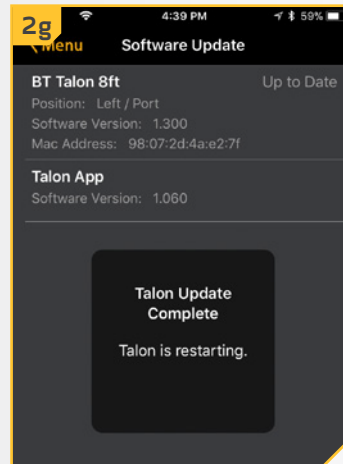 2g
4:39 PM
59%
Menu
Software Update
BT Talon 8ft
Up to Date
Position: Left / Port
Software Version: 1.300
Mac Address: 98:07:2d:4a:e2:7f
Talon App
Software Version: 1.060
Talon Update
Complete
Talon is restarting.